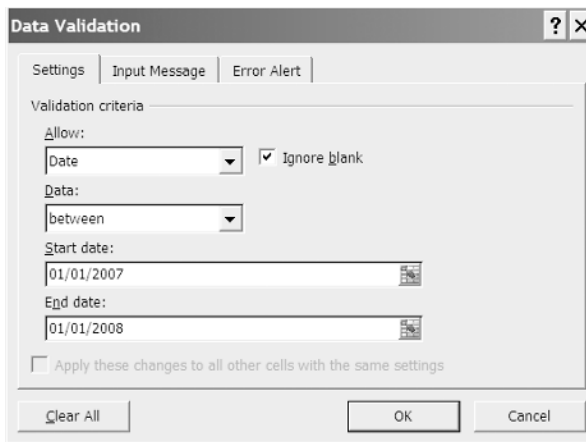 Data Validation ? X
Settings Input Message Error Alert
Validation criteria
Allow:
Date Ignore blank
Data:
between
Start date:
01/01/2007
End date:
01/01/2008
Apply these changes to all other cells with the same settings
Clear All OK Cancel